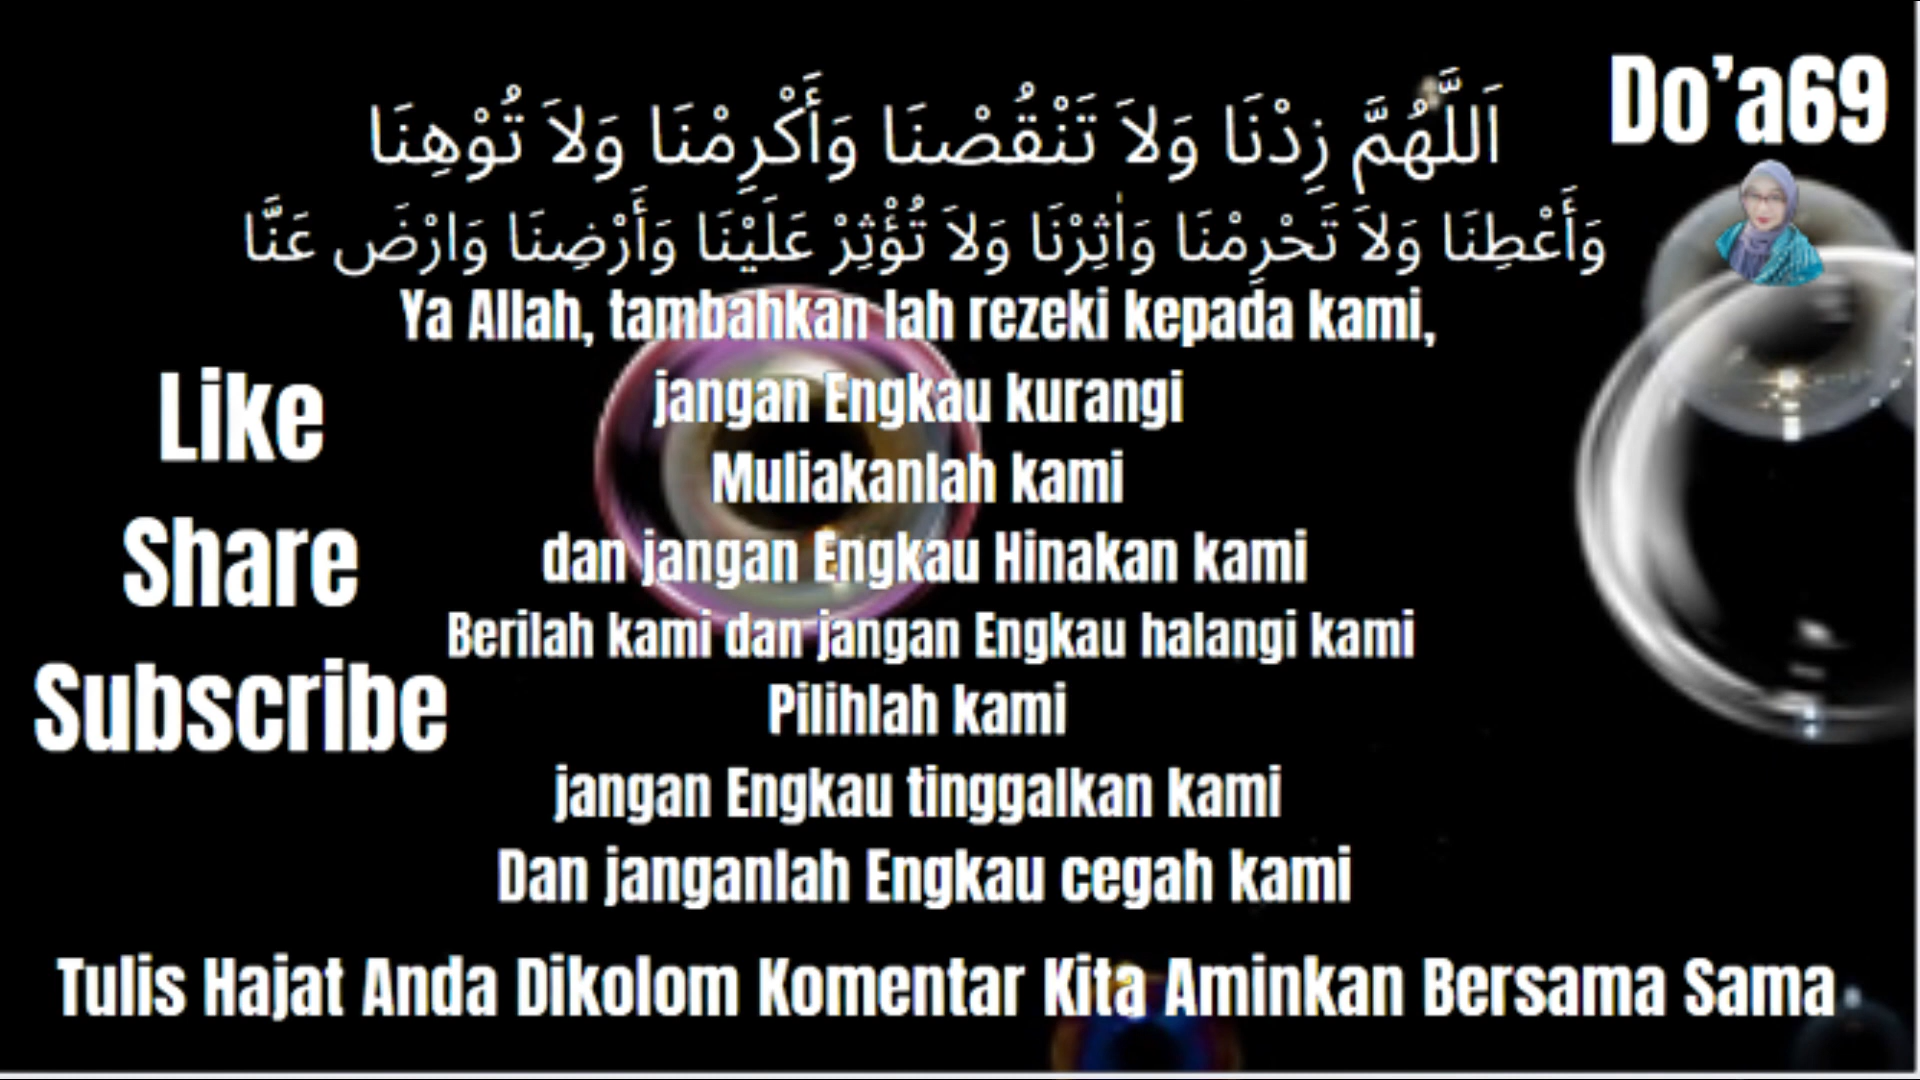 Do'a69
اَللَّهُمَّ زِدْنَا وَلاَ تَنْقُصْنَا وَأَكْرِمْنَا وَلاَ تُوْهِنَا
وَأَعْطِنَا وَلاَ تَحْرِمْنَا وَاٰثِرْنَا وَلاَ تُؤْثِرْ عَلَيْنَا وَأَرْضِنَا وَارْضَ عَنَّا
Ya Allah, tambahkan lah rezeki kepada kami,
jangan Engkau kurangi
Muliakanlah kami
dan jangan Engkau Hinakan kami
Berilah kami dan jangan Engkau halangi kami
Pilihlah kami
jangan Engkau tinggalkan kami
Dan janganlah Engkau cegah kami
Like
Share
Subscribe
Tulis Hajat Anda Dikolom Komentar Kita Aminkan Bersama Sama